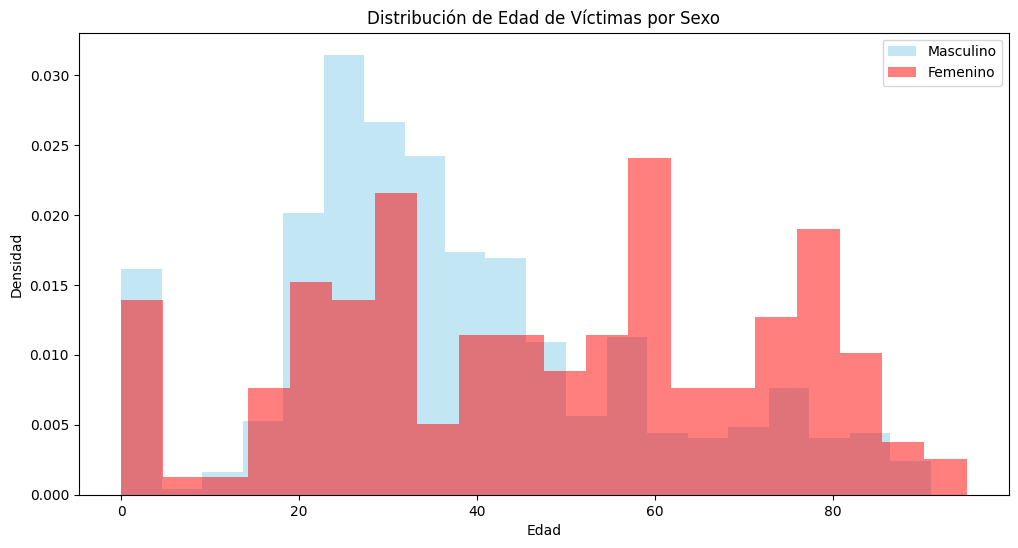 Distribución de Edad de Víctimas por Sexo
Masculino
Femenino
0.030
0.025
0.020
0.015
0.010
0.005
0.000
Densidad
0 20 40 60 80
Edad